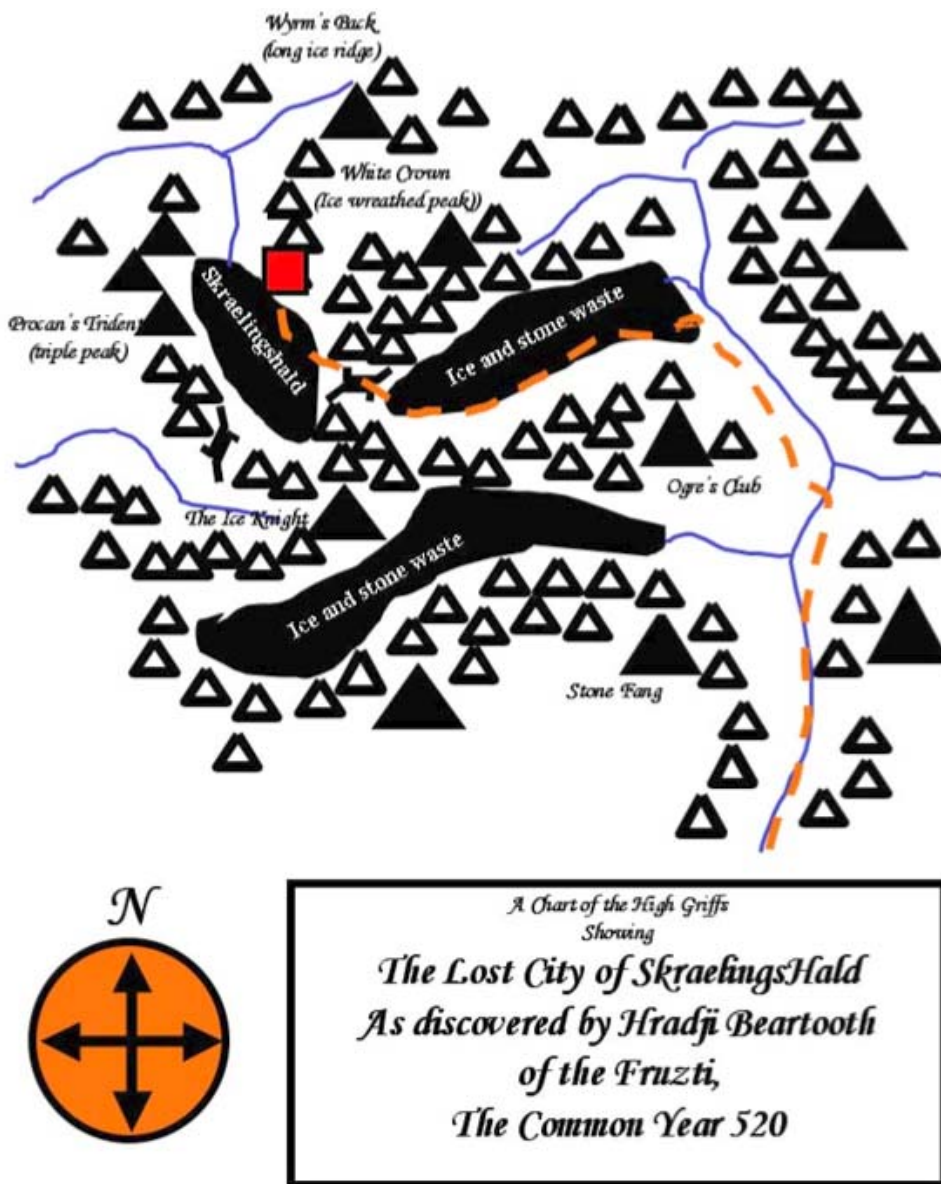 Wyrm's Back
(long ice ridge)
White Crown
(Ice wreathed peak))
Skraelingshald
Ice and stone waste
Procan's Trident
(triple peak)
Ogre's Club
The Ice Knight
Ice and stone waste
Stone Fang
N
A Chart of the High Griffs
Showing
The Lost City of SkraelingsHald
As discovered by Hradji Beartooth
of the Fruzti,
The Common Year 520